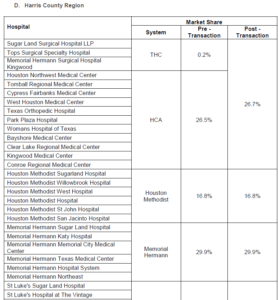 D. Harris County Region
Hospital
Market Share
System
Pre - Transaction
Post - Transaction
Sugar Land Surgical Hospital LLP
Tops Surgical Specialty Hospital
Memorial Hermann Surgical Hospital
Kingwood
THC
0.2%
Houston Northwest Medical Center
Tomball Regional Medical Center
Cypress Fairbanks Medical Center
West Houston Medical Center
Texas Orthopedic Hospital
Park Plaza Hospital
Womans Hospital of Texas
Bayshore Medical Center
Clear Lake Regional Medical Center
Kingwood Medical Center
Conroe Regional Medical Center
HCA
26.5%
26.7%
Houston Methodist Sugarland Hospital
Houston Methodist Willowbrook Hospital
Houston Methodist West Hospital
Houston Methodist Hospital
Houston Methodist St John Hospital
Houston Methodist San Jacinto Hospital
Houston
Methodist
16.8%
16.8%
Memorial Hermann Sugar Land Hospital
Memorial Hermann Katy Hospital
Memorial Hermann Memorial City Medical
Center
Memorial Hermann Texas Medical Center
Memorial Hermann Hospital System
Memorial Hermann Northeast
Memorial
Hermann
29.9%
29.9%
St Luke's Sugar Land Hospital
St Luke's Hospital at The Vintage